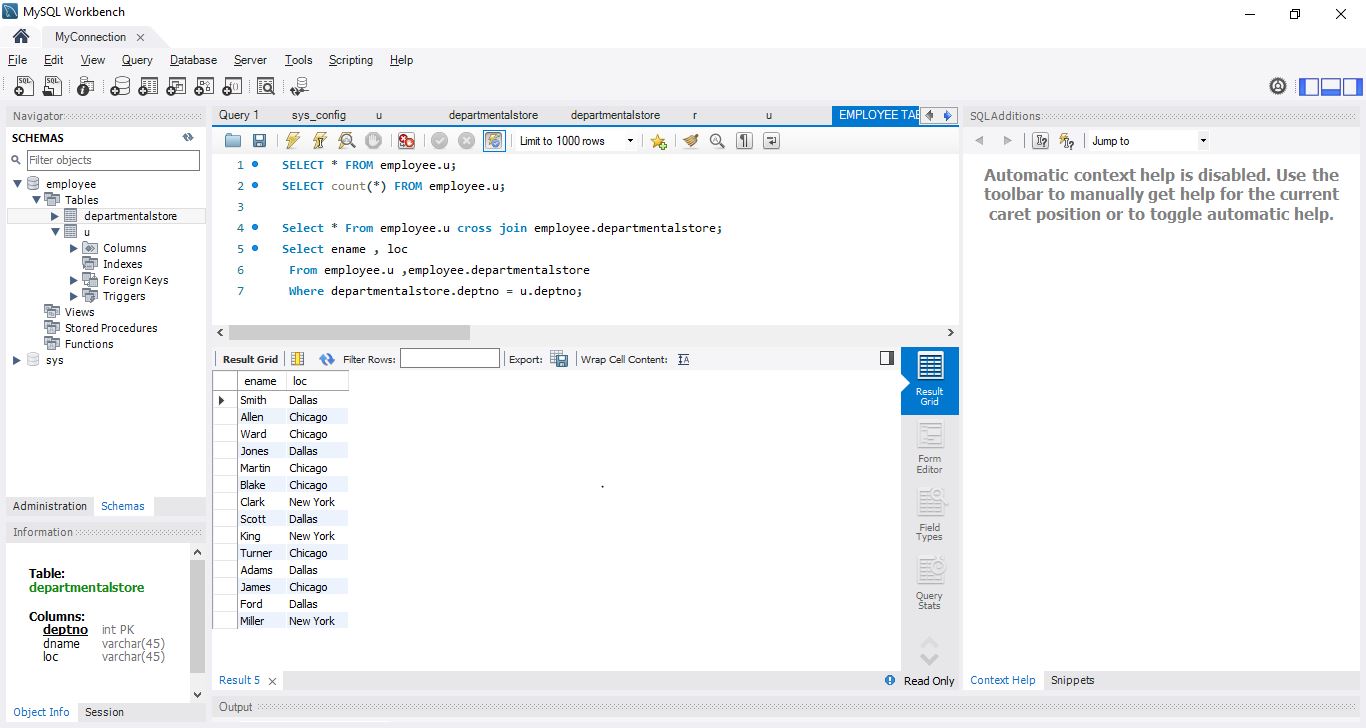 MySQL Workbench
MyConnection
File Edit View Query Database Server Tools Scripting Help
Navigator
SCHEMAS
Filter objects
employee
Tables
departmentalstore
u
Columns
Indexes
Foreign Keys
Triggers
Views
Stored Procedures
Functions
sys
Administration Schemas
Information
Table:
departmentalstore
Columns:
deptno int PK
dname varchar(45)
loc varchar(45)
Object Info Session
Query 1 sys_config u departmentalstore departmentalstore r u EMPLOYEE TAB
Limit to 1000 rows
1 SELECT * FROM employee.u;
2 SELECT count(*) FROM employee.u;
3
4 Select * From employee.u cross join employee.departmentalstore;
5 Select ename , loc
6 From employee.u ,employee.departmentalstore
7 Where departmentalstore.deptno = u.deptno;
Result Grid Filter Rows: Export: Wrap Cell Content:
ename loc
Smith Dallas
Allen Chicago
Ward Chicago
Jones Dallas
Martin Chicago
Blake Chicago
Clark New York
Scott Dallas
King New York
Turner Chicago
Adams Dallas
James Chicago
Ford Dallas
Miller New York
Result
Grid
Form
Editor
Field
Types
Query
Stats
Result 5 Read Only
Output
SQLAdditions
Jump to
Automatic context help is disabled. Use the
toolbar to manually get help for the current
caret position or to toggle automatic help.
Context Help Snippets